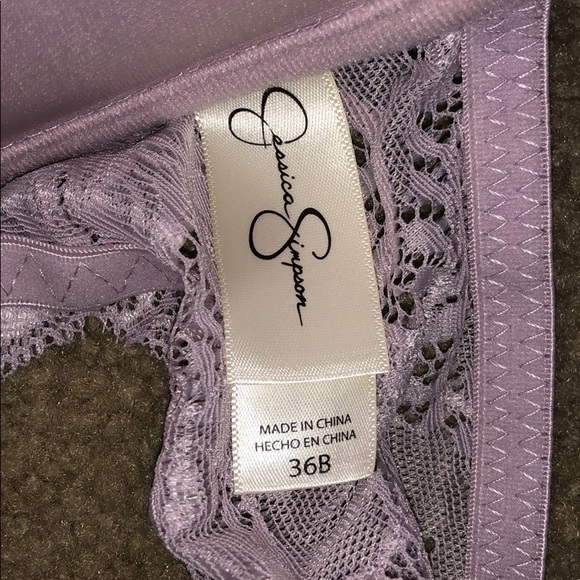 Jessica Simpson
MADE IN CHINA
HECHO EN CHINA
36B